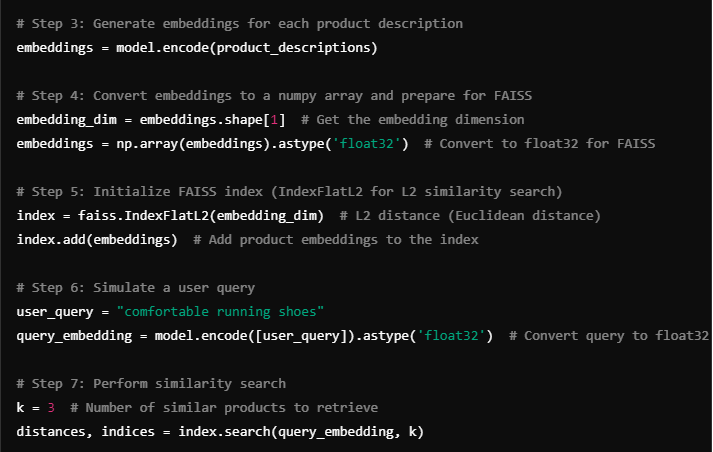 # Step 3: Generate embeddings for each product description
embeddings = model.encode(product_descriptions)
# Step 4: Convert embeddings to a numpy array and prepare for FAISS
embedding_dim = embeddings.shape[1]  # Get the embedding dimension
embeddings = np.array(embeddings).astype('float32')  # Convert to float32 for FAISS
# Step 5: Initialize FAISS index (IndexFlatL2 for L2 similarity search)
index = faiss.IndexFlatL2(embedding_dim)  # L2 distance (Euclidean distance)
index.add(embeddings)  # Add product embeddings to the index
# Step 6: Simulate a user query
user_query = "comfortable running shoes"
query_embedding = model.encode([user_query]).astype('float32')  # Convert query to float32
# Step 7: Perform similarity search
k = 3  # Number of similar products to retrieve
distances, indices = index.search(query_embedding, k)